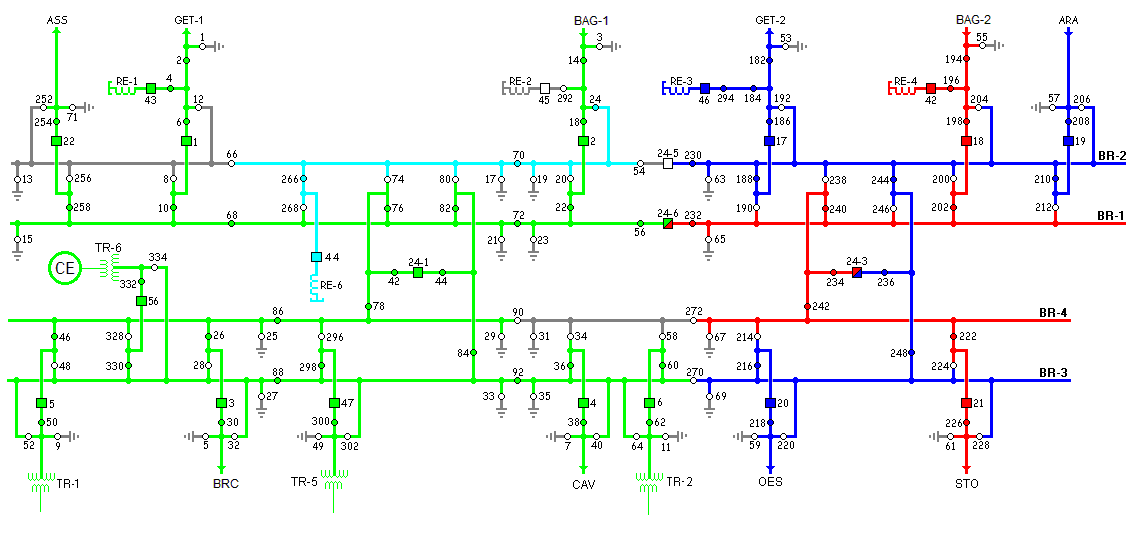 ASS GET-1 BAG-1 GET-2 BAG-2 ARA
1 3 53 55
2 14 182 194
RE-1 4 RE-2 RE-3 RE-4 196
43 45 292 46 294 184 42
252 71 12 24 192 204 57 206
254 6 18 186 198 208
22 1 2 17 18 19
66 70 24-5 230 BR-2
54
13 256 8 266 74 80 17 19 20 63 188 238 244 200 210
258 10 268 76 82 22 190 240 246 202 212
68 72 24-6 232 BR-1
56
15 21 23 65
TR-6 334 44 24-1 24-3
CE 332 RE-6 42 44 234 236
56 78 242
86 90 272 BR-4
46 328 26 25 296 29 31 34 58 67 214 222
84 248
48 330 28 298 36 60 216 224
88 92 270 BR-3
27 33 35 69
5 3 47 4 6 20 21
50 30 300 38 62 218 226
52 9 5 32 49 302 7 40 64 11 59 220 61 228
TR-1 BRC TR-5 CAV TR-2 OES STO